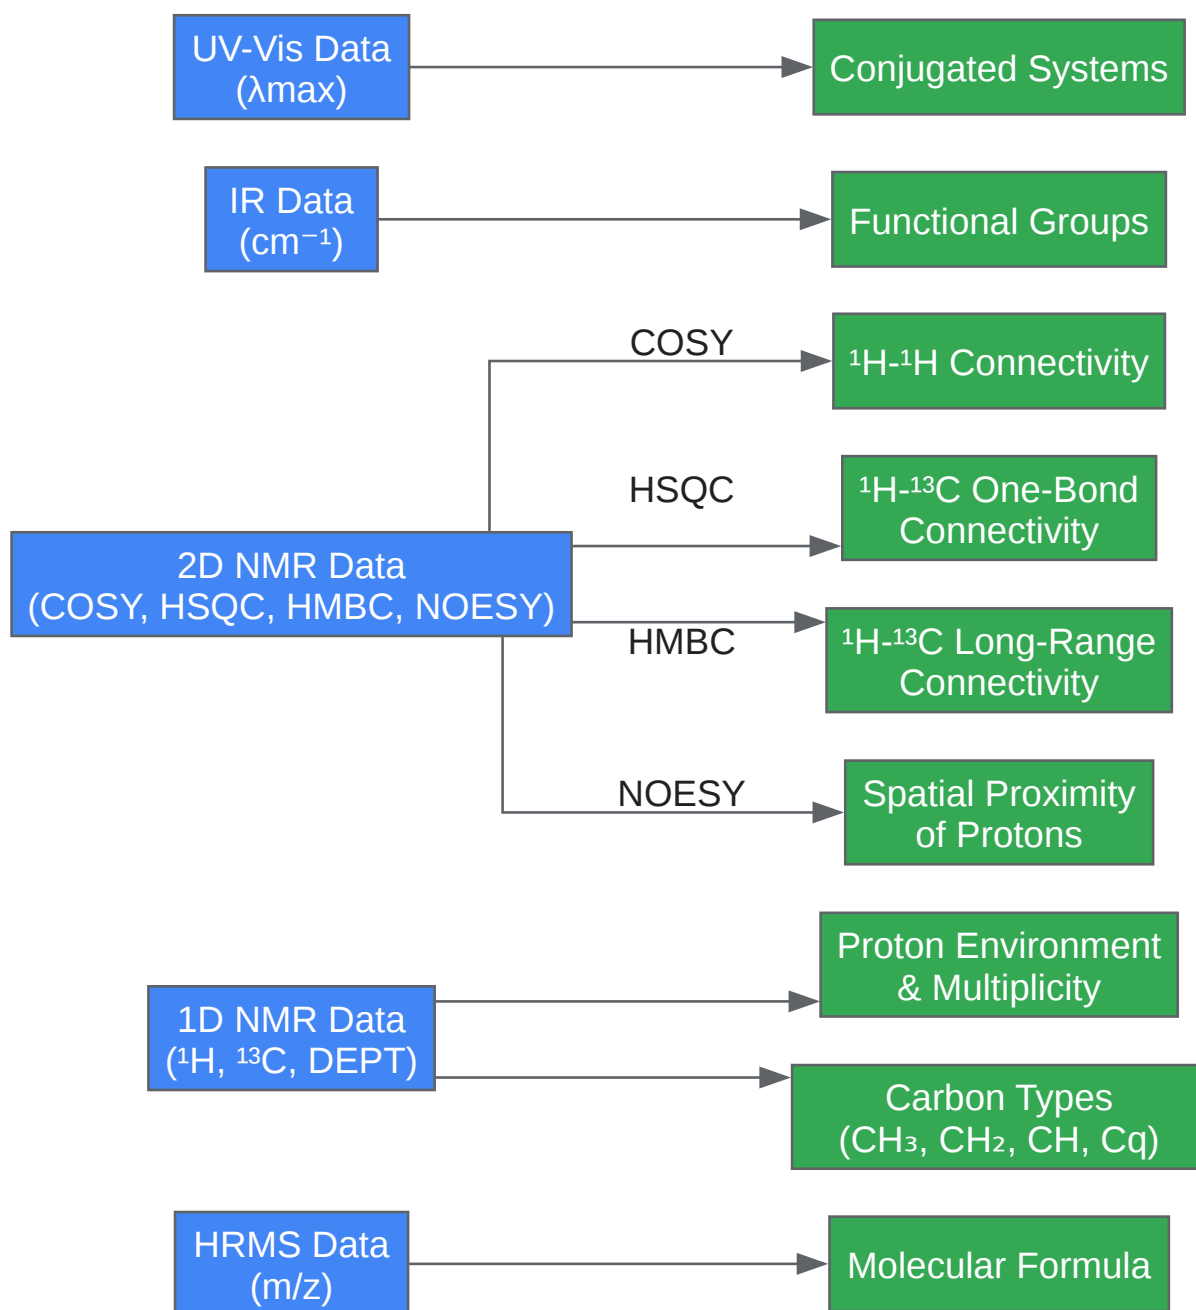 UV-Vis Data
(λmax)
Conjugated Systems
IR Data
(cm⁻¹)
Functional Groups
COSY
¹H-¹H Connectivity
HSQC
¹H-¹³C One-Bond
Connectivity
2D NMR Data
(COSY, HSQC, HMBC, NOESY)
HMBC
¹H-¹³C Long-Range
Connectivity
NOESY
Spatial Proximity
of Protons
Proton Environment
& Multiplicity
1D NMR Data
(¹H, ¹³C, DEPT)
Carbon Types
(CH₃, CH₂, CH, Cq)
HRMS Data
(m/z)
Molecular Formula